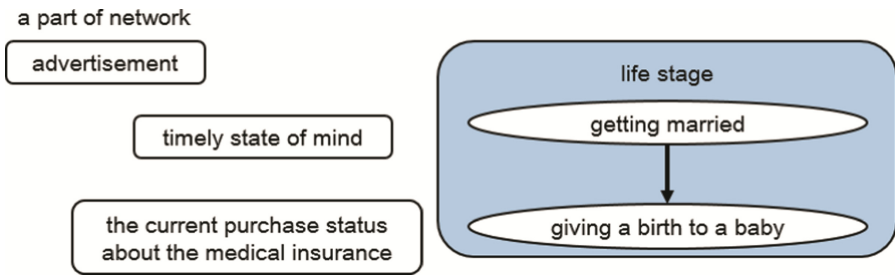 a part of network
advertisement
life stage
getting married
timely state of mind
the current purchase status
about the medical insurance
giving a birth to a baby